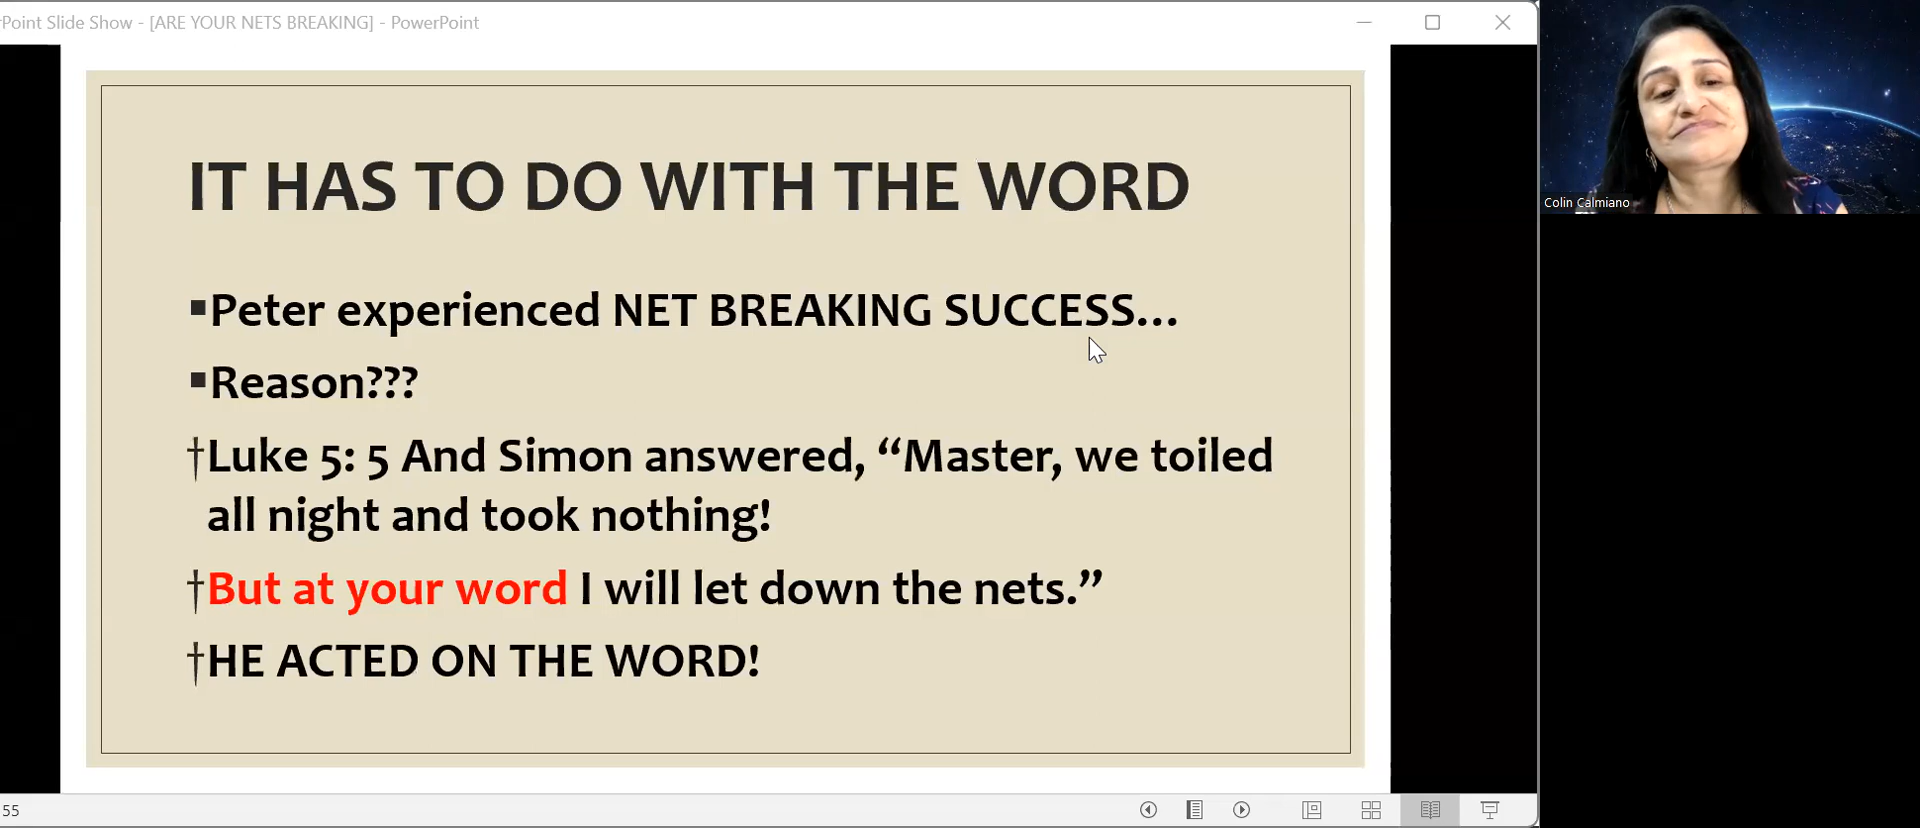 Point Slide Show - [ARE YOUR NETS BREAKING] - PowerPoint
IT HAS TO DO WITH THE WORD
▪Peter experienced NET BREAKING SUCCESS...
▪Reason???
†Luke 5: 5 And Simon answered, “Master, we toiled
all night and took nothing!
†But at your word I will let down the nets.”
†HE ACTED ON THE WORD!
Colin Calmiano
55